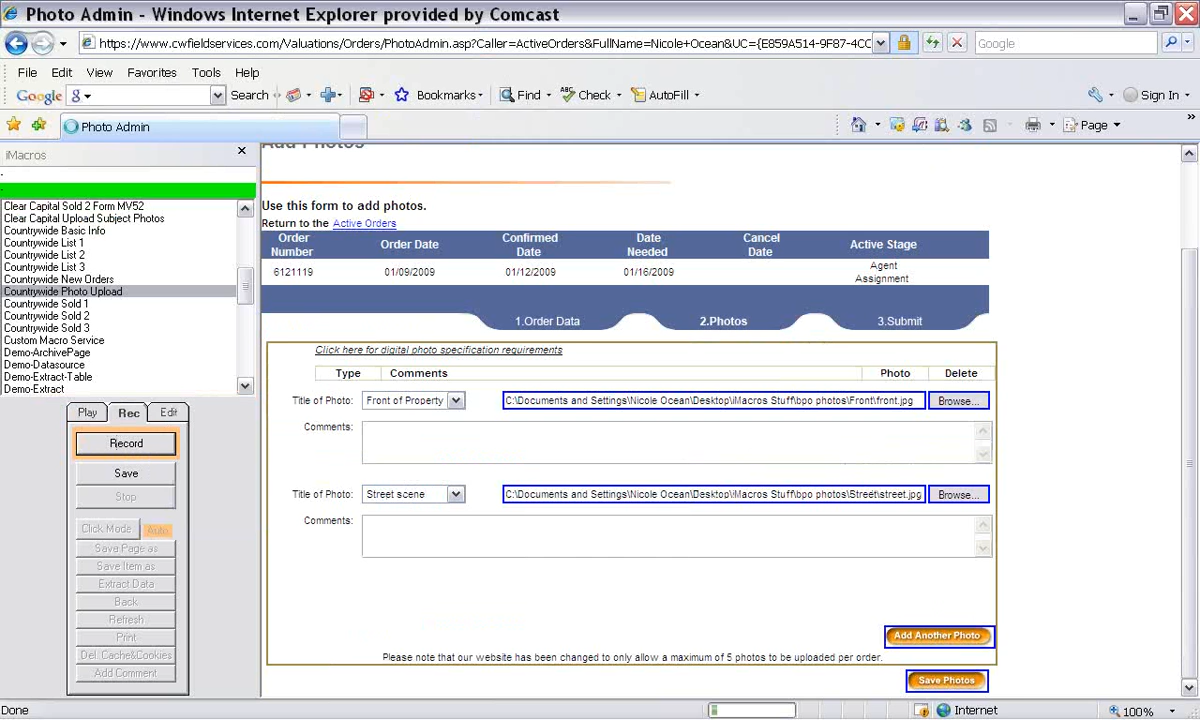 Photo Admin - Windows Internet Explorer provided by Comcast
https://www.cwfieldservices.com/Valuations/Orders/PhotoAdmin.asp?Caller=ActiveOrders&FullName=Nicole+Ocean&UC={E859A514-9F87-4CC
Google
File Edit View Favorites Tools Help
Google Search Bookmarks Find Check AutoFill Sign In
Photo Admin
Page
iMacros
Clear Capital Sold 2 Form MV52
Clear Capital Upload Subject Photos
Countrywide Basic Info
Countrywide List 1
Countrywide List 2
Countrywide List 3
Countrywide New Orders
Countrywide Photo Upload
Countrywide Sold 1
Countrywide Sold 2
Countrywide Sold 3
Custom Macro Service
Demo-ArchivePage
Demo-Datasource
Demo-Extract-Table
Demo-Extract
Play Rec Edit
Record
Save
Stop
Click Mode Auto
Save Page as
Save Item as
Extract Data
Back
Refresh
Print
Del. Cache&Cookies
Add Comment
Add Photos
Use this form to add photos.
Return to the Active Orders
Order Number Order Date Confirmed Date Date Needed Cancel Date Active Stage
6121119 01/09/2009 01/12/2009 01/16/2009 Agent Assignment
1.Order Data 2.Photos 3.Submit
Click here for digital photo specification requirements
Type Comments Photo Delete
Title of Photo: Front of Property C:\Documents and Settings\Nicole Ocean\Desktop\iMacros Stuff\bpo photos\Front\front.jpg Browse...
Comments:
Title of Photo: Street scene C:\Documents and Settings\Nicole Ocean\Desktop\iMacros Stuff\bpo photos\Street\street.jpg Browse...
Comments:
Add Another Photo
Please note that our website has been changed to only allow a maximum of 5 photos to be uploaded per order.
Save Photos
Done Internet 100%